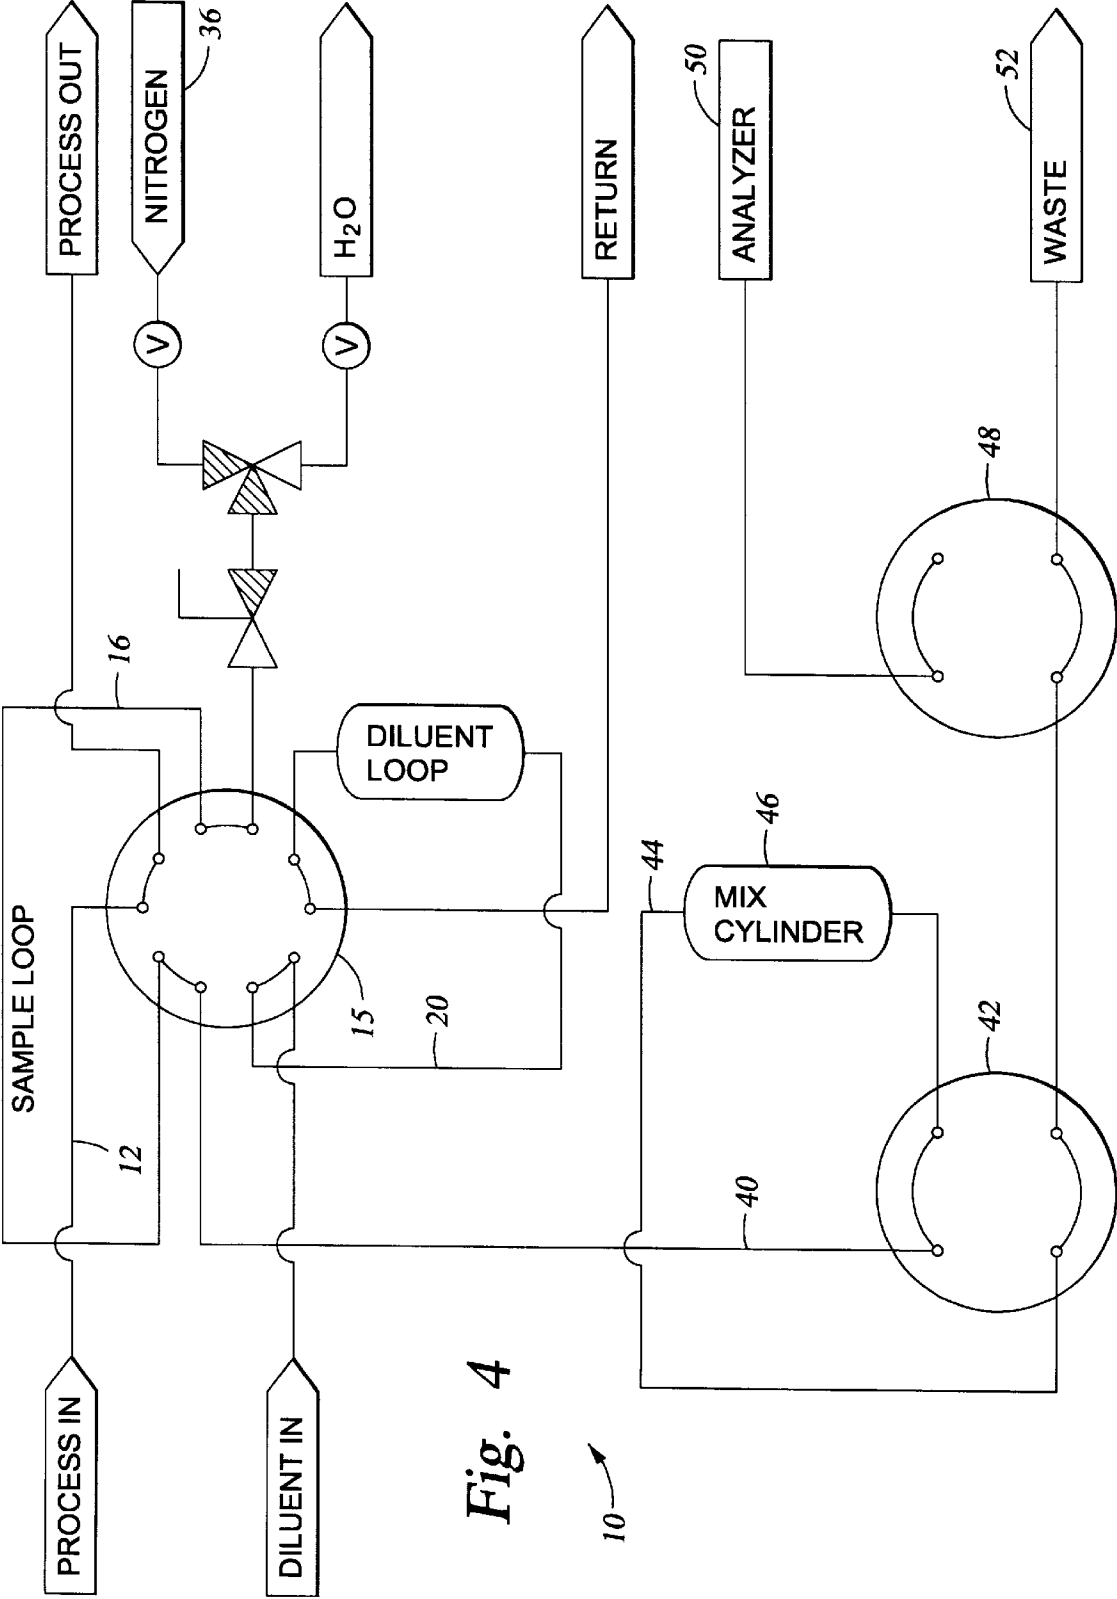 PROCESS OUT
NITROGEN
36
H2O
RETURN
50
ANALYZER
52
WASTE
V
V
16
48
DILUENT
LOOP
SAMPLE LOOP
15
20
44
46
MIX
CYLINDER
42
12
40
PROCESS IN
DILUENT IN
Fig. 4
10